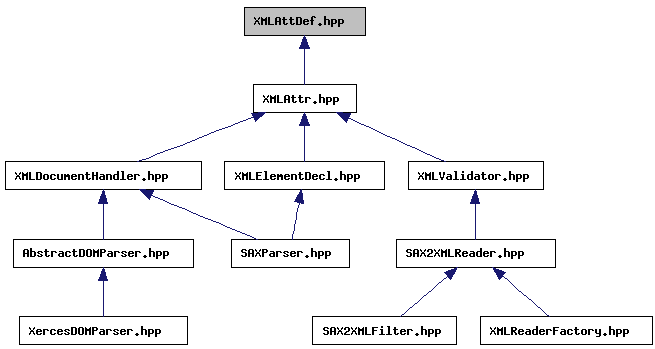 XMLAttDef.hpp
XMLAttr.hpp
XMLDocumentHandler.hpp
XMLElementDecl.hpp
XMLValidator.hpp
AbstractDOMParser.hpp
SAXParser.hpp
SAX2XMLReader.hpp
XercesDOMParser.hpp
SAX2XMLFilter.hpp
XMLReaderFactory.hpp